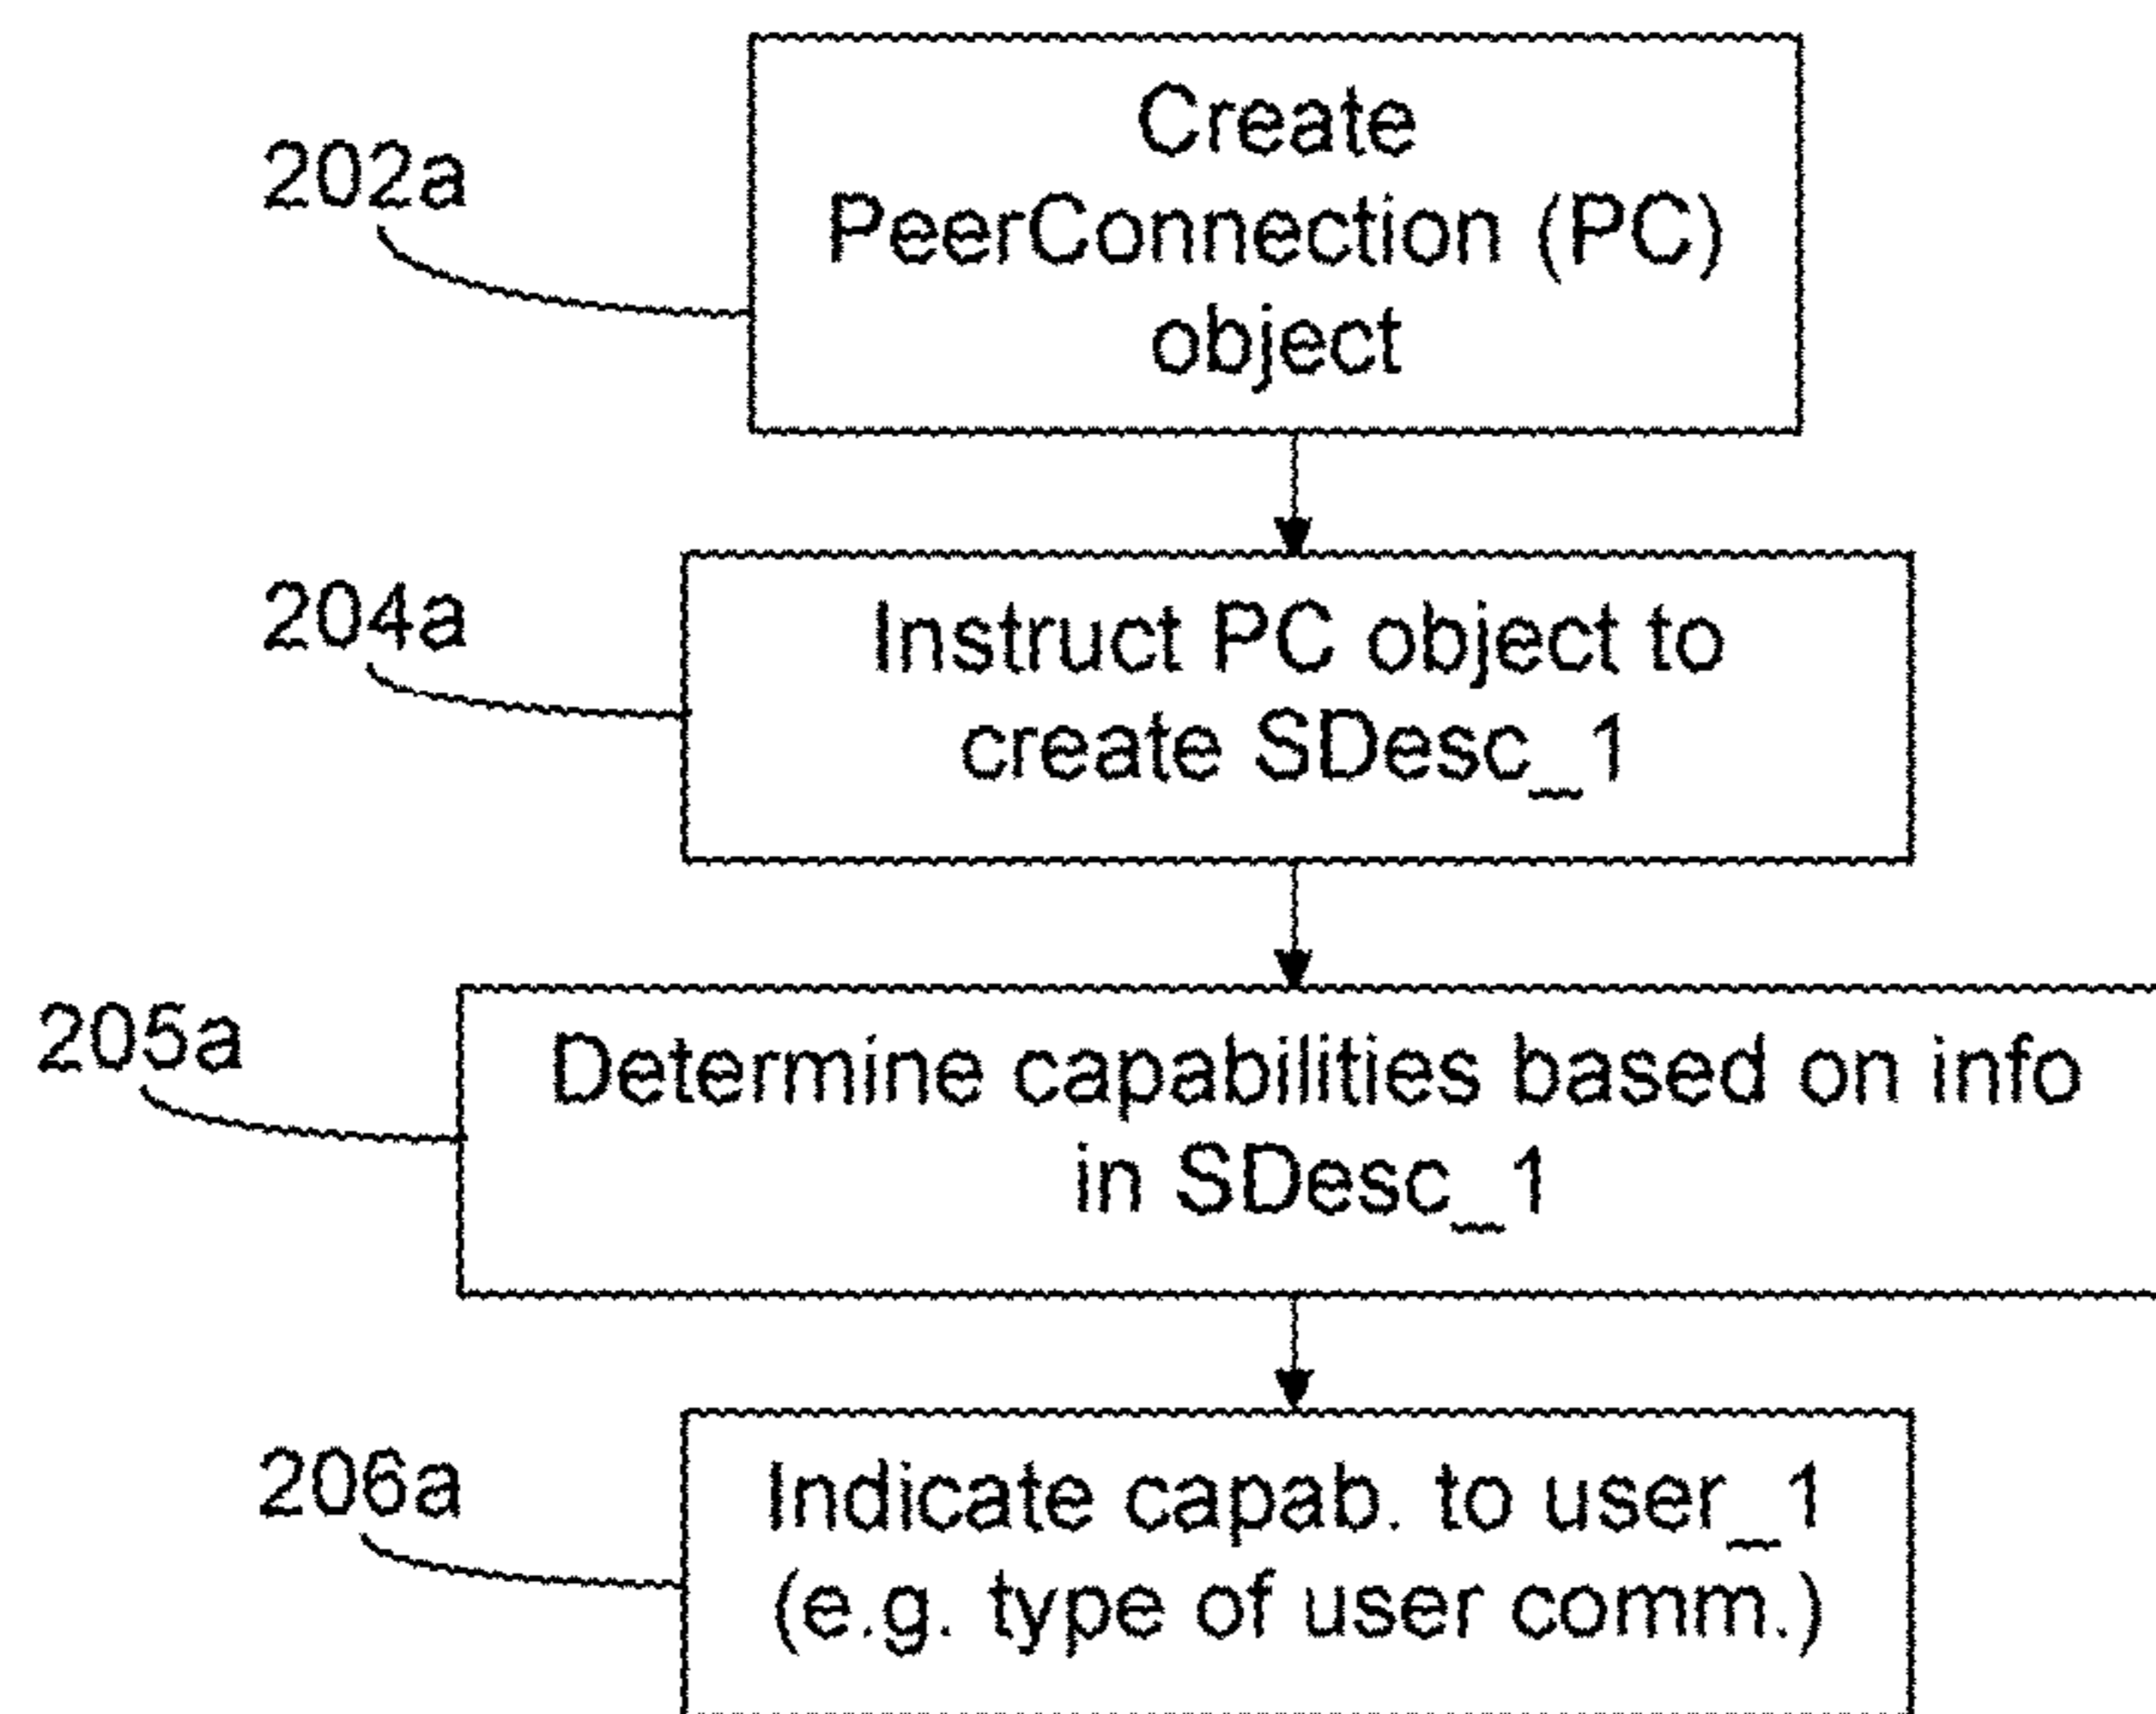 202a
Create
PeerConnection (PC)
object
204a
Instruct PC object to
create SDesc_1
205a
Determine capabilities based on info
in SDesc_1
206a
Indicate capab. to user_1
(e.g. type of user comm.)